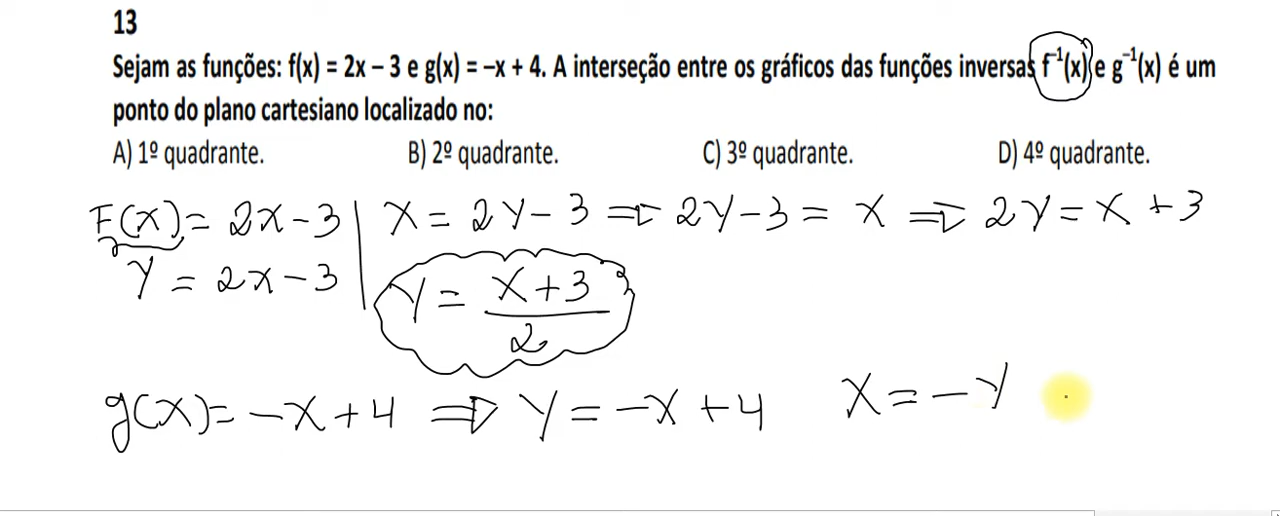 13
Sejam as funções: f(x) = 2x – 3 e g(x) = –x + 4. A interseção entre os gráficos das funções inversas f⁻¹(x) e g⁻¹(x) é um
ponto do plano cartesiano localizado no:
A) 1º quadrante. B) 2º quadrante. C) 3º quadrante. D) 4º quadrante.
F(x) = 2x – 3 | x = 2y – 3 ⇒ 2y – 3 = x ⇒ 2y = x + 3
y = 2x – 3 | y = (x + 3)/2
g(x) = –x + 4 ⇒ y = –x + 4 x = –y